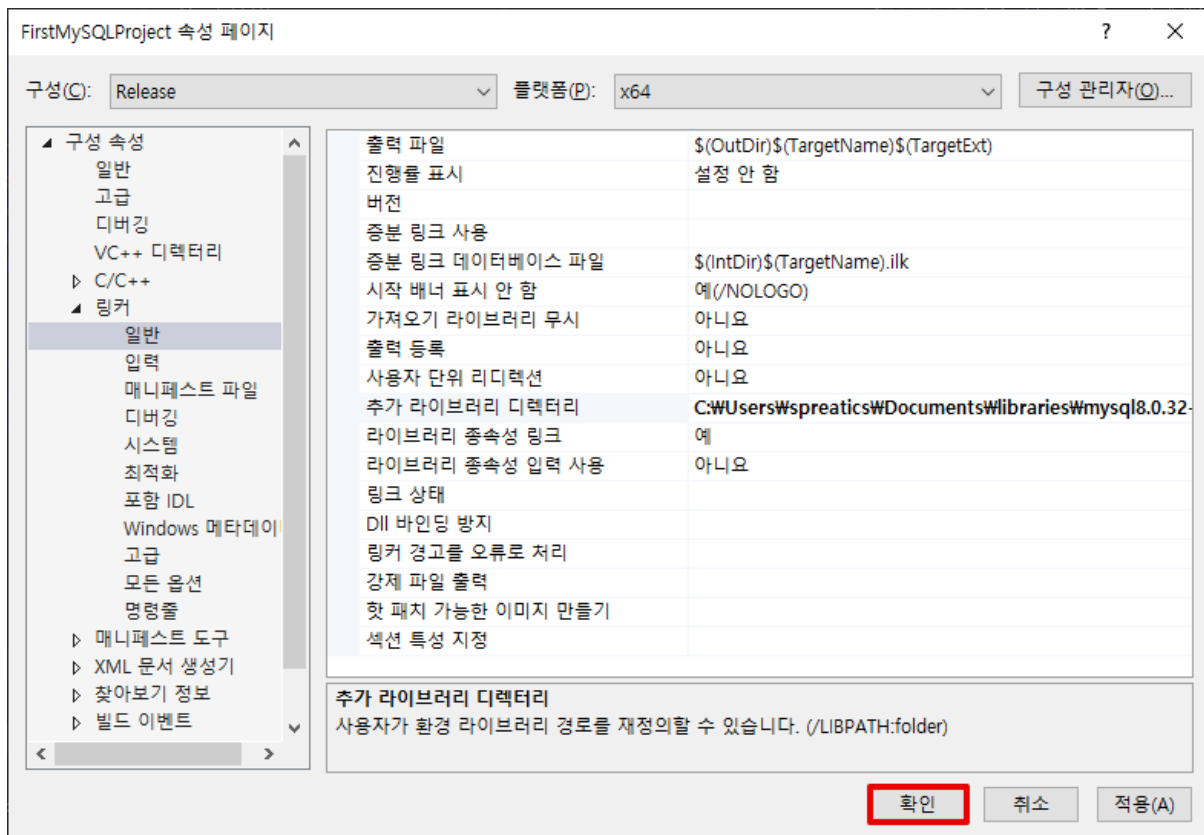 FirstMySQLProject 속성 페이지 ?
구성(C): Release 플랫폼(P): x64 구성 관리자(O)...
구성 속성
일반
고급
디버깅
VC++ 디렉터리
C/C++
링커
일반
입력
매니페스트 파일
디버깅
시스템
최적화
포함 IDL
Windows 메타데이
고급
모든 옵션
명령줄
매니페스트 도구
XML 문서 생성기
찾아보기 정보
빌드 이벤트
출력 파일 $(OutDir)$(TargetName)$(TargetExt)
진행률 표시 설정 안 함
버전
증분 링크 사용
증분 링크 데이터베이스 파일 $(IntDir)$(TargetName).ilk
시작 배너 표시 안 함 예(/NOLOGO)
가져오기 라이브러리 무시 아니요
출력 등록 아니요
사용자 단위 리디렉션 아니요
추가 라이브러리 디렉터리 C:₩Users₩spreatics₩Documents₩libraries₩mysql8.0.32-
라이브러리 종속성 링크 예
라이브러리 종속성 입력 사용 아니요
링크 상태
Dll 바인딩 방지
링커 경고를 오류로 처리
강제 파일 출력
핫 패치 가능한 이미지 만들기
섹션 특성 지정
추가 라이브러리 디렉터리
사용자가 환경 라이브러리 경로를 재정의할 수 있습니다. (/LIBPATH:folder)
확인 취소 적용(A)